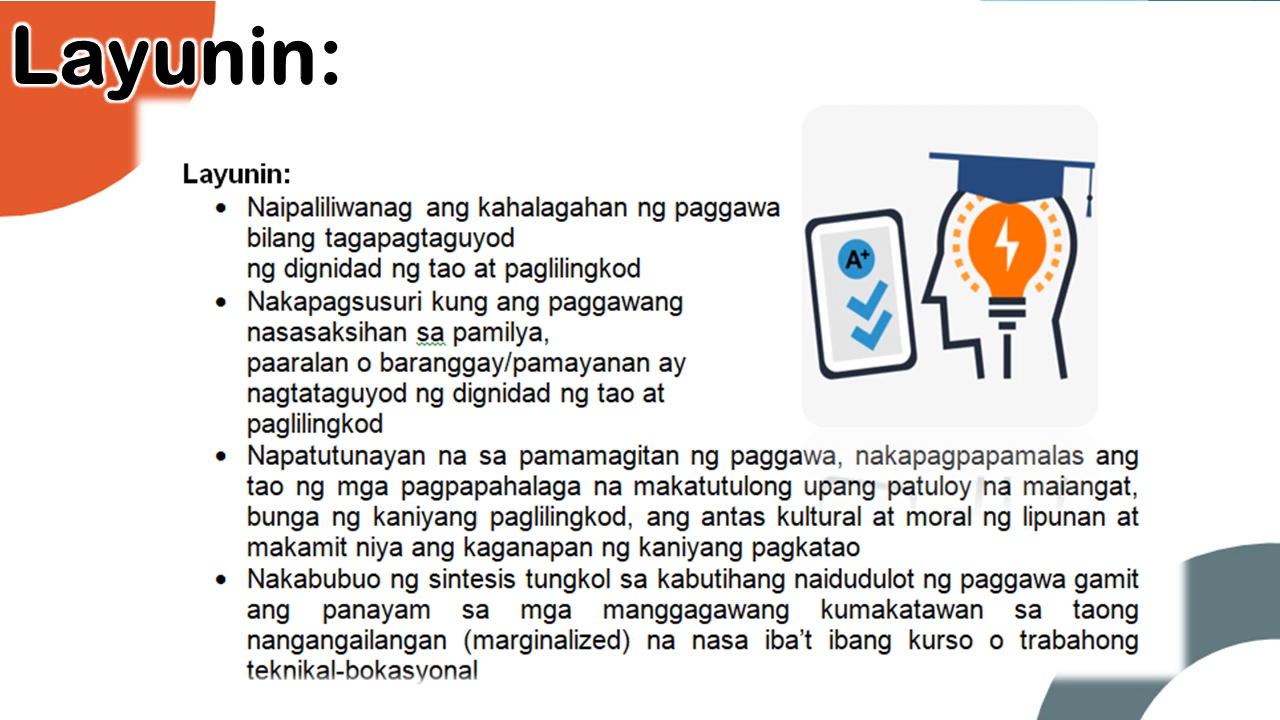 Layunin:
Layunin:
• Naipaliliwanag ang kahalagahan ng paggawa
bilang tagapagtaguyod
ng dignidad ng tao at paglilingkod
• Nakapagsusuri kung ang paggawang
nasasaksihan sa pamilya,
paaralan o baranggay/pamayanan ay
nagtataguyod ng dignidad ng tao at
paglilingkod
• Napatutunayan na sa pamamagitan ng paggawa, nakapagpapamalas ang
tao ng mga pagpapahalaga na makatutulong upang patuloy na maiangat,
bunga ng kaniyang paglilingkod, ang antas kultural at moral ng lipunan at
makamit niya ang kaganapan ng kaniyang pagkatao
• Nakabubuo ng sintesis tungkol sa kabutihang naidudulot ng paggawa gamit
ang panayam sa mga manggagawang kumakatawan sa taong
nangangailangan (marginalized) na nasa iba't ibang kurso o trabahong
teknikal-bokasyonal
A+